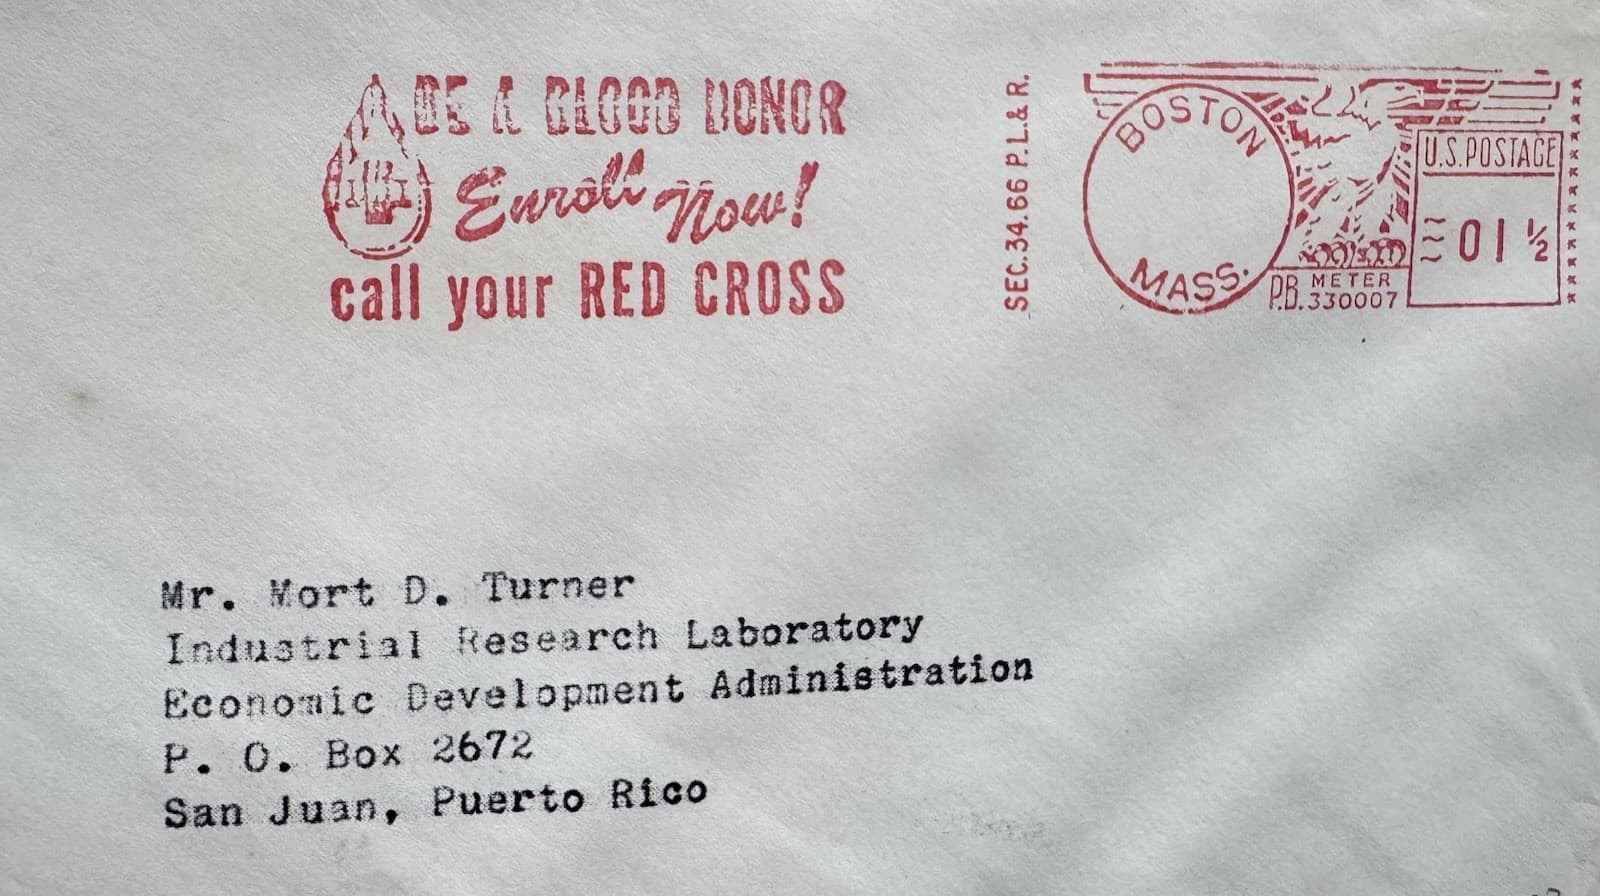 BE A BLOOD DONOR
Enroll Now!
call your RED CROSS
SEC.34.66 P.L.& R.
BOSTON
MASS.
P.B. METER
330007
U.S.POSTAGE
01 1/2
Mr. Mort D. Turner
Industrial Research Laboratory
Economic Development Administration
P. O. Box 2672
San Juan, Puerto Rico